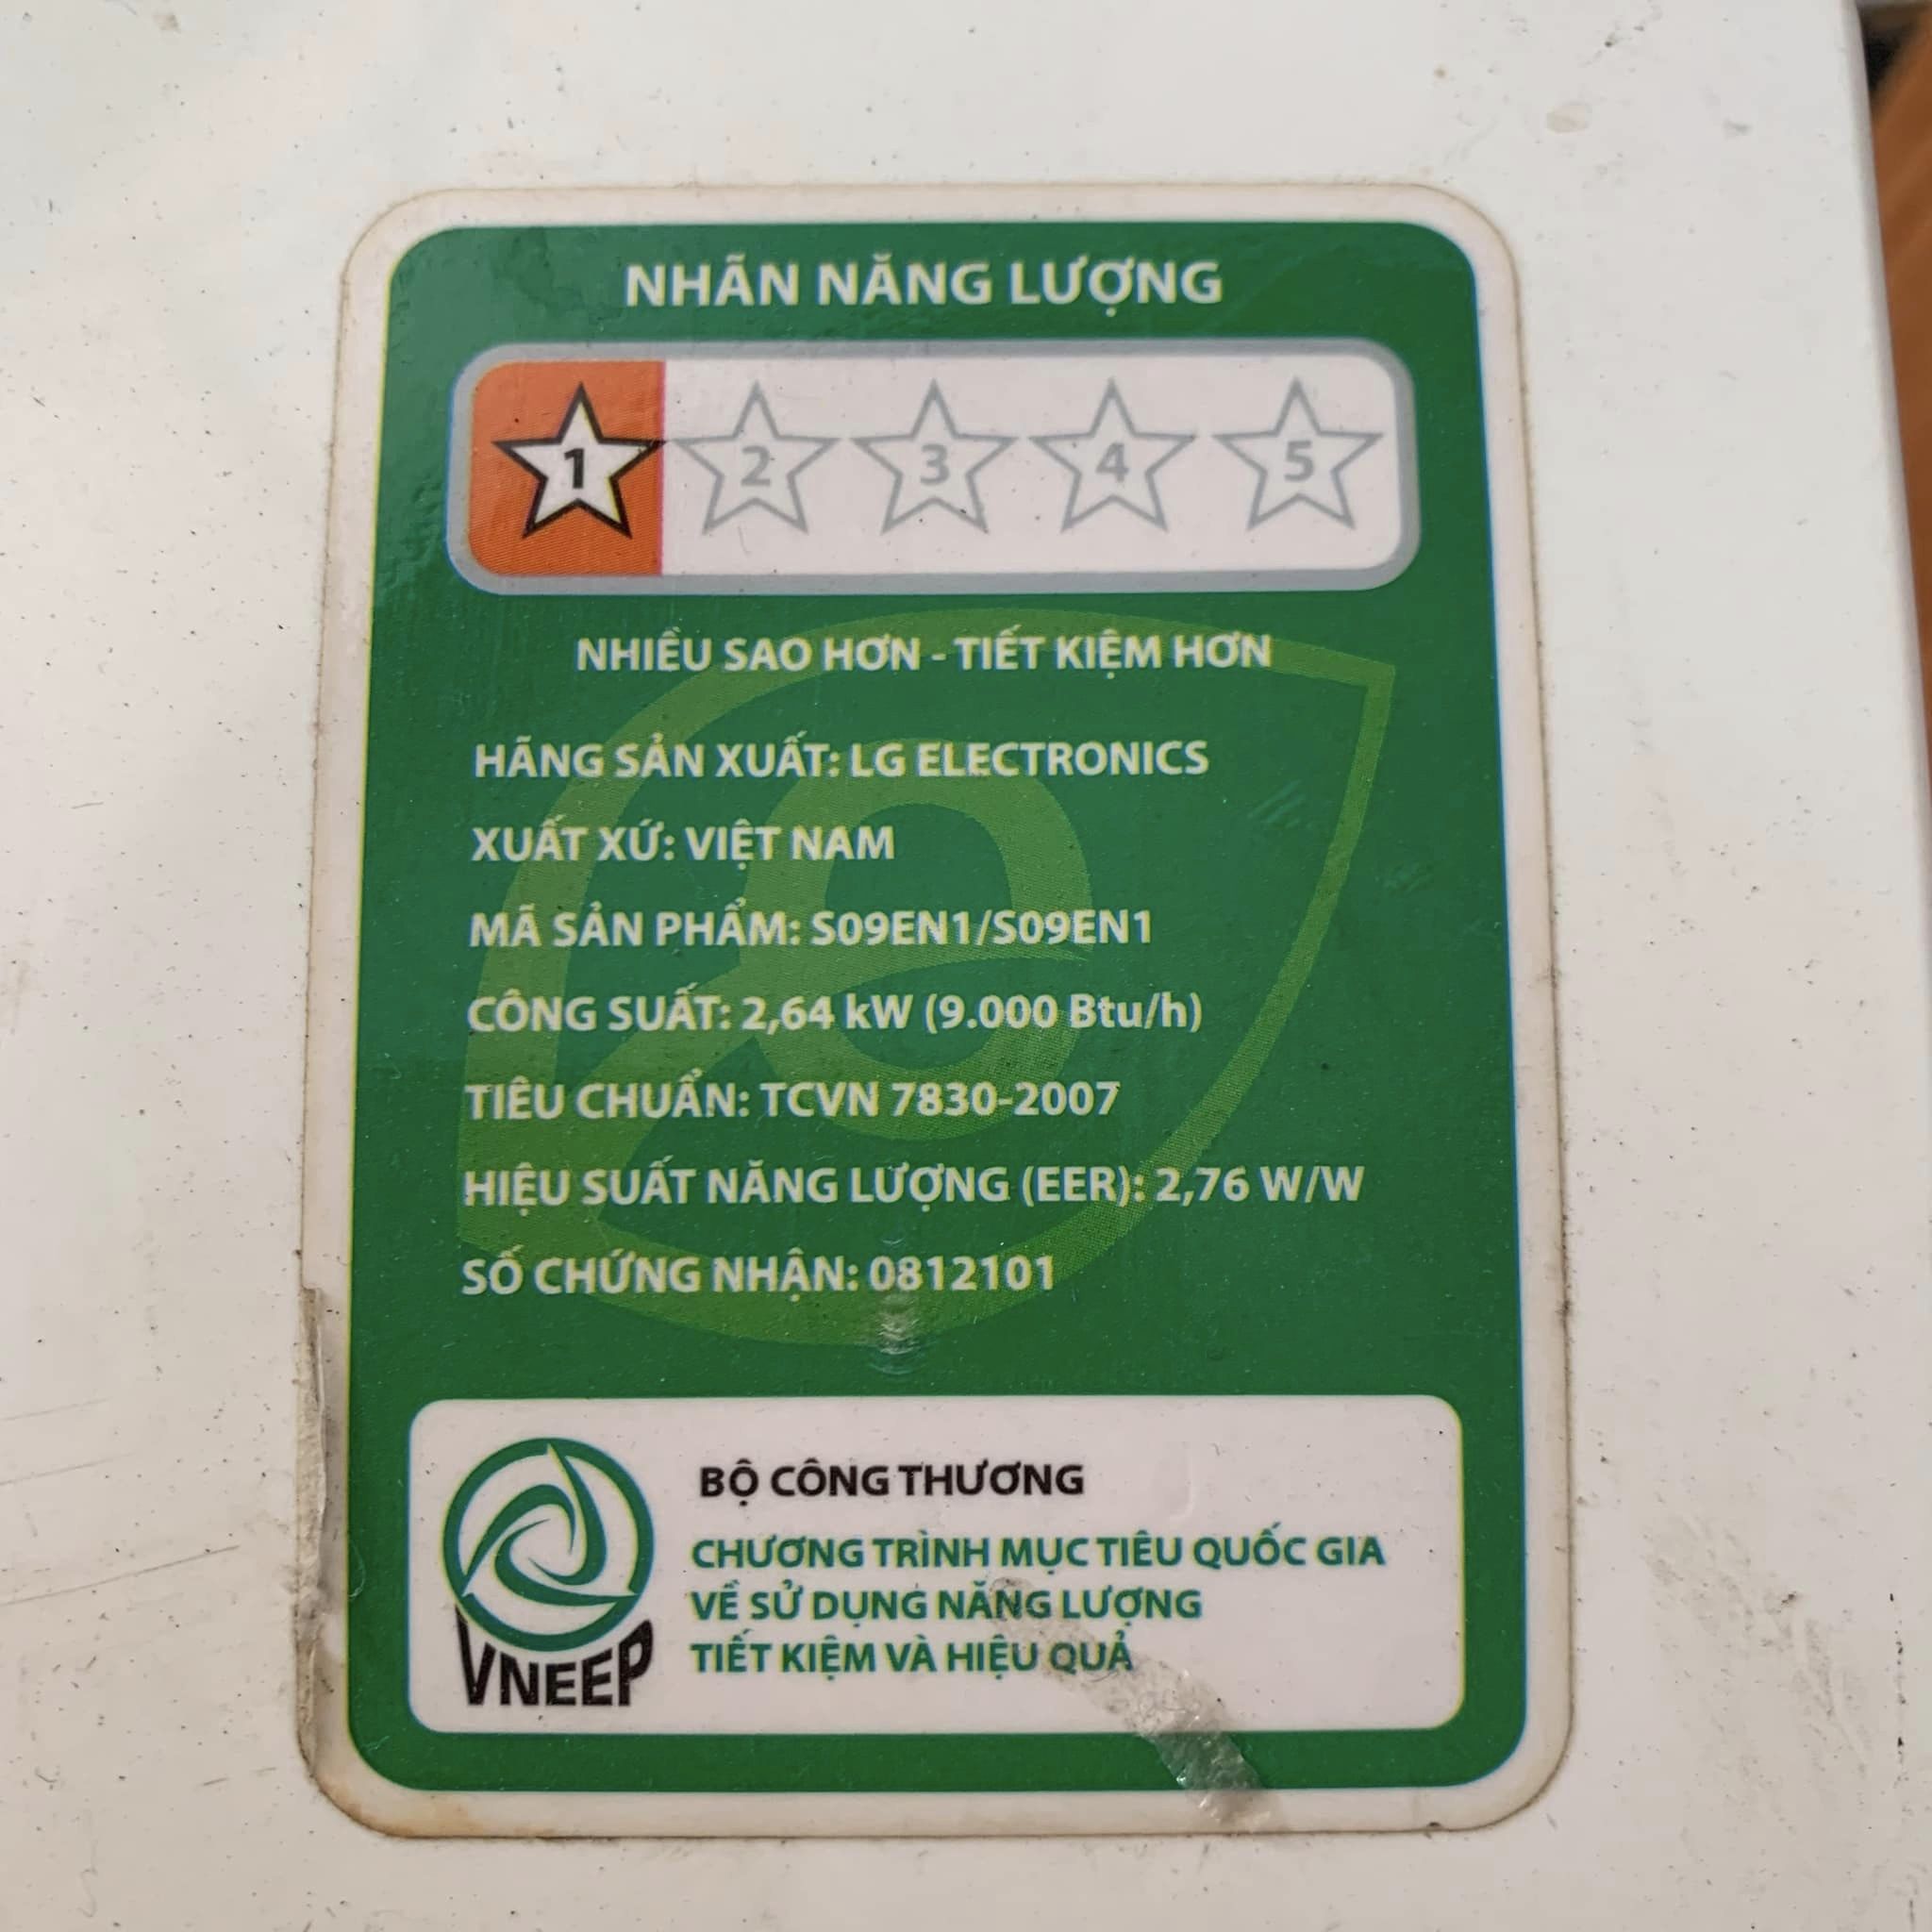 NHÃN NĂNG LƯỢNG
1 2 3 4 5
NHIỀU SAO HƠN - TIẾT KIỆM HƠN
HÃNG SẢN XUẤT: LG ELECTRONICS
XUẤT XỨ: VIỆT NAM
MÃ SẢN PHẨM: S09EN1/S09EN1
CÔNG SUẤT: 2,64 kW (9.000 Btu/h)
TIÊU CHUẨN: TCVN 7830-2007
HIỆU SUẤT NĂNG LƯỢNG (EER): 2,76 W/W
SỐ CHỨNG NHẬN: 0812101
BỘ CÔNG THƯƠNG
CHƯƠNG TRÌNH MỤC TIÊU QUỐC GIA
VỀ SỬ DỤNG NĂNG LƯỢNG
TIẾT KIỆM VÀ HIỆU QUẢ
VNEEP